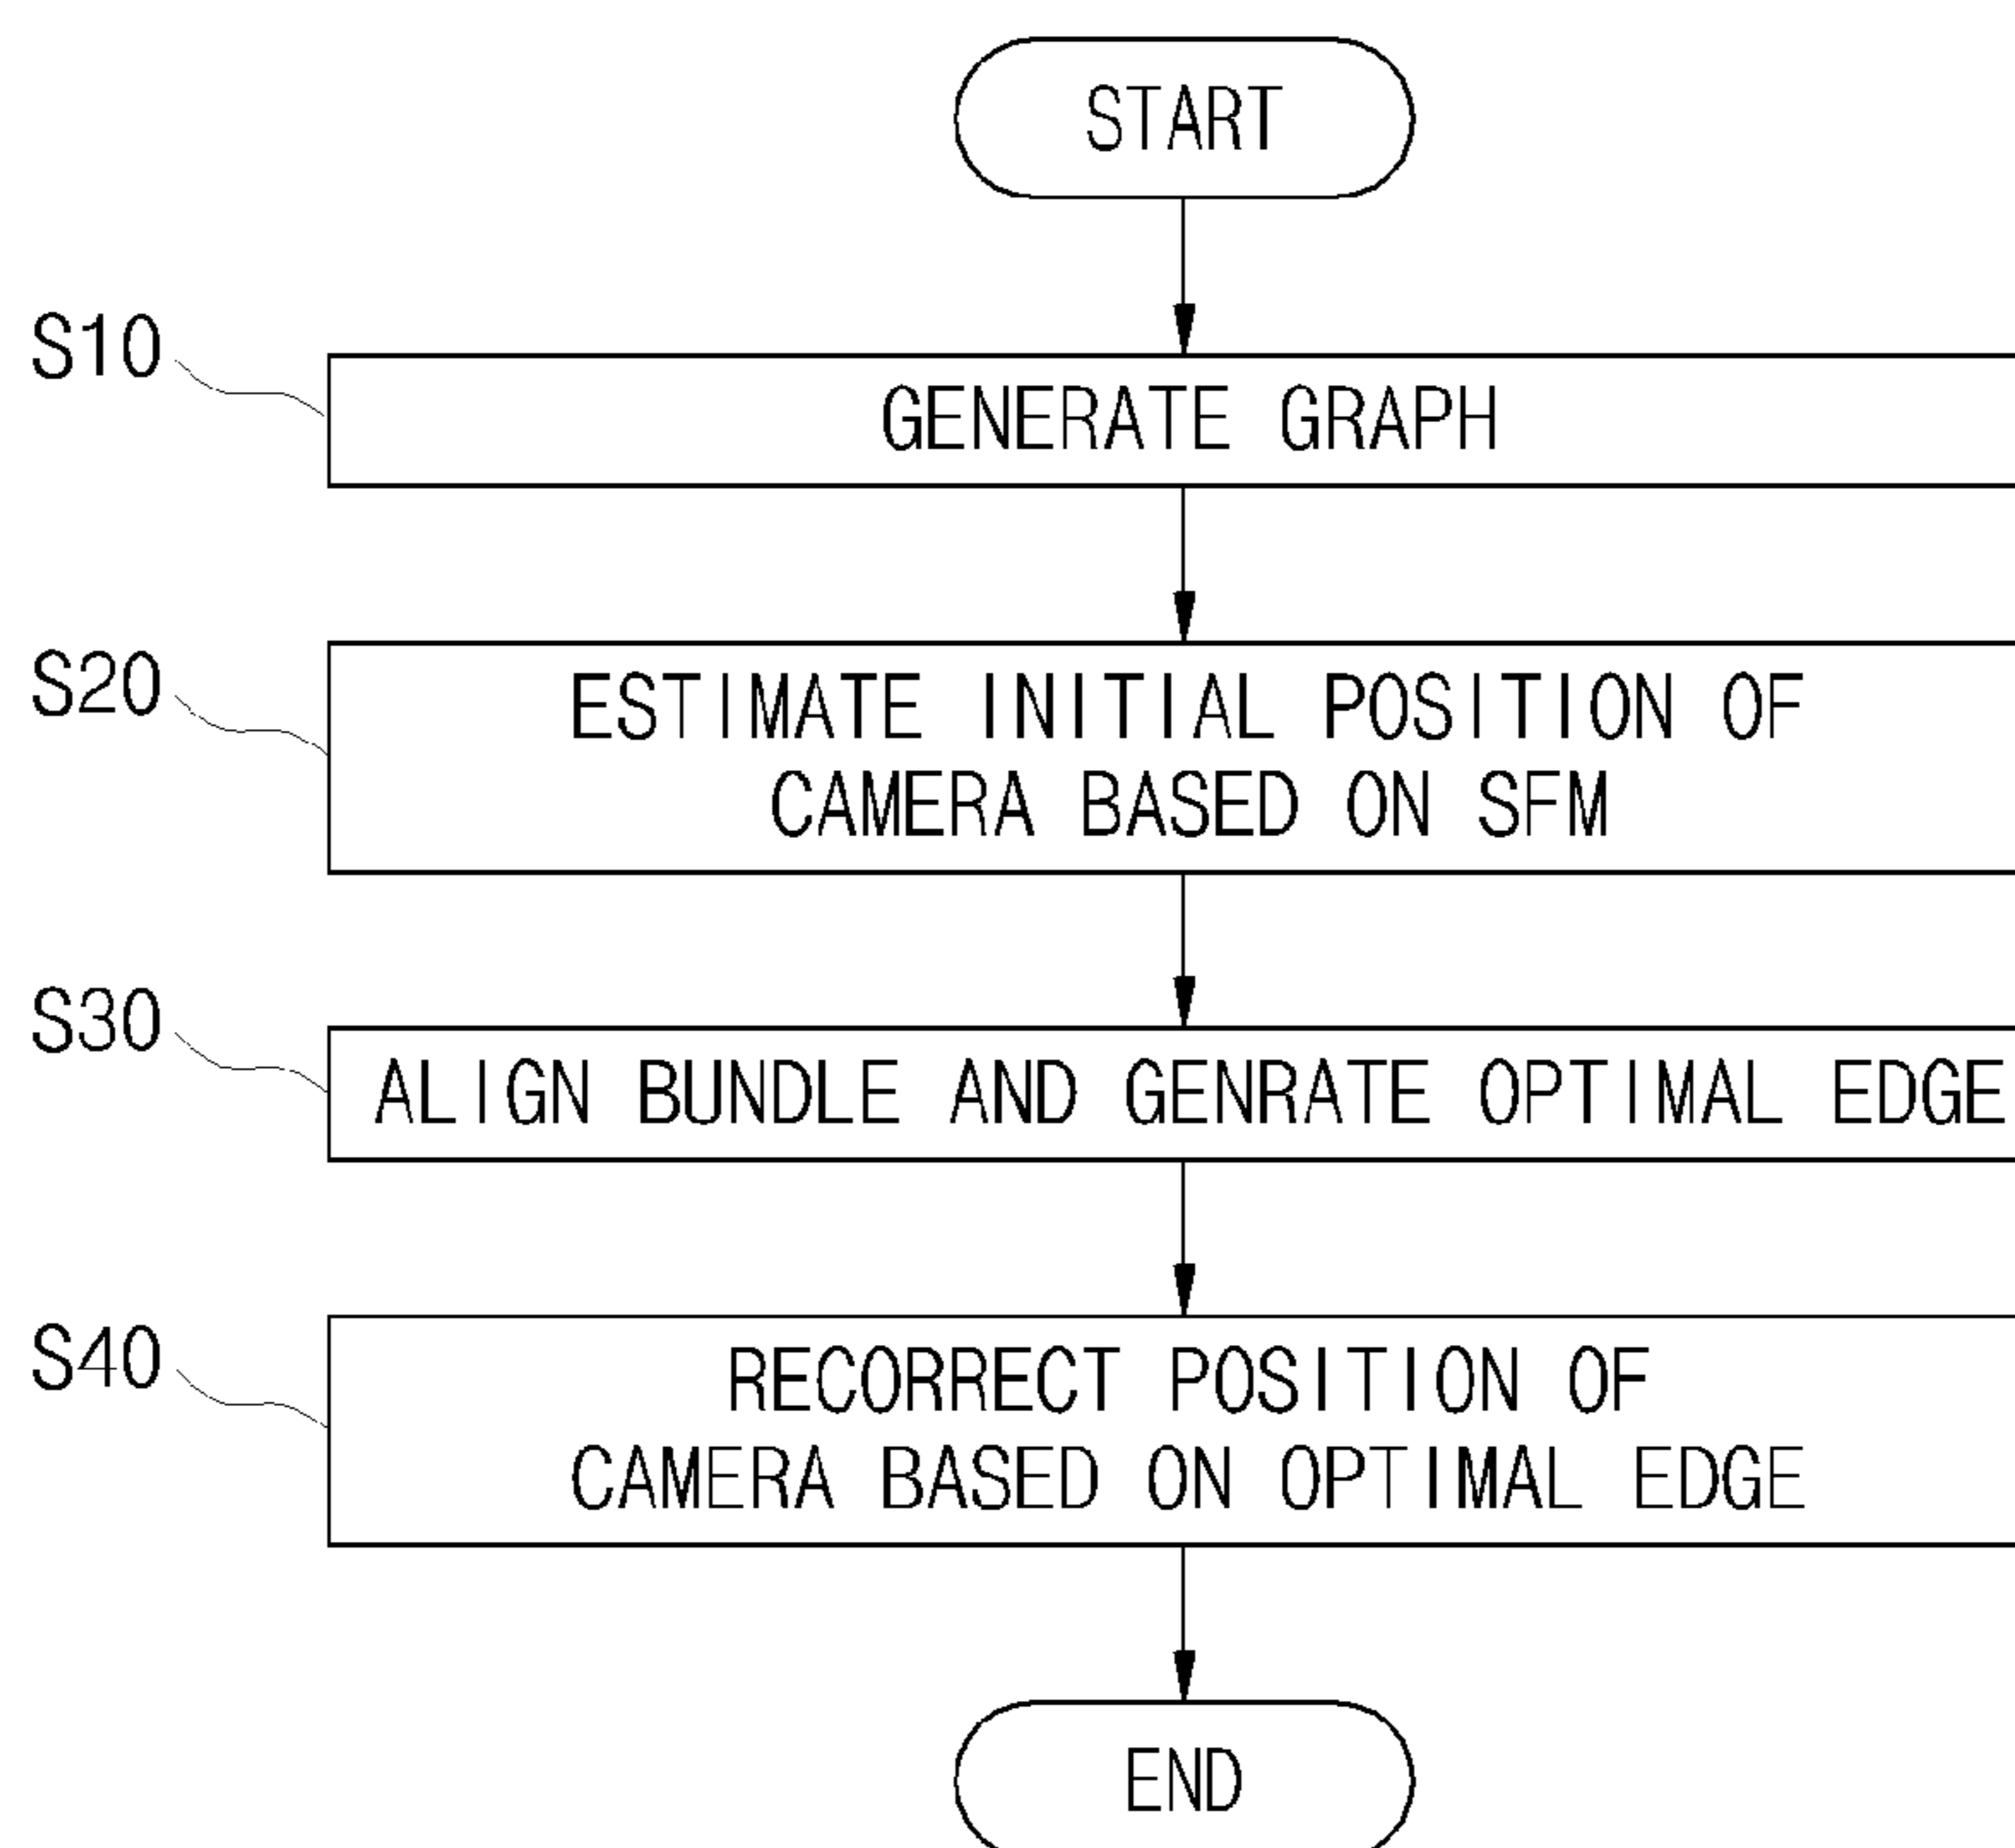 START
S10
GENERATE GRAPH
S20
ESTIMATE INITIAL POSITION OF
CAMERA BASED ON SFM
S30
ALIGN BUNDLE AND GENRATE OPTIMAL EDGE
S40
RECORRECT POSITION OF
CAMERA BASED ON OPTIMAL EDGE
END